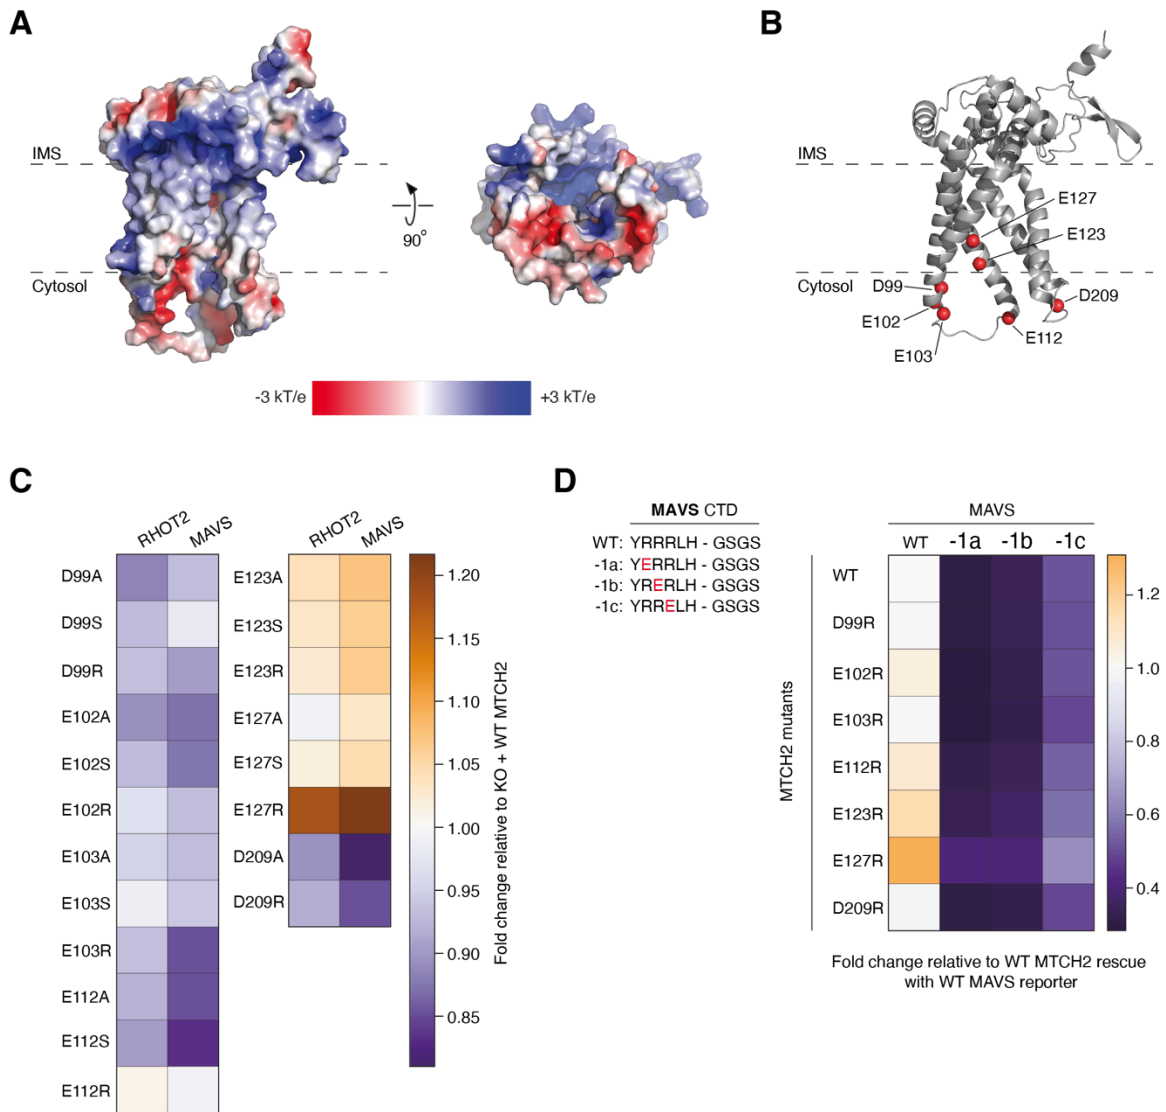 A
IMS
Cytosol
90°
-3 kT/e
+3 kT/e
B
IMS
Cytosol
E127
E123
D99
D209
E102
E112
E103
C
RHOT2
MAVS
D99A
D99S
D99R
E102A
E102S
E102R
E103A
E103S
E103R
E112A
E112S
E112R
RHOT2
MAVS
E123A
E123S
E123R
E127A
E127S
E127R
D209A
D209R
1.20
1.15
1.10
1.05
1.00
0.95
0.90
0.85
Fold change relative to KO + WT MTCH2
D
MAVS CTD
WT: YRRRLH - GSGS
-1a: YERRLH - GSGS
-1b: YRERLH - GSGS
-1c: YRRELH - GSGS
MAVS
WT -1a -1b -1c
MTCH2 mutants
WT
D99R
E102R
E103R
E112R
E123R
E127R
D209R
1.2
1.0
0.8
0.6
0.4
Fold change relative to WT MTCH2 rescue
with WT MAVS reporter